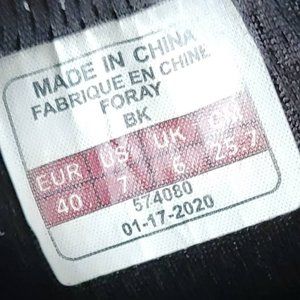 MADE IN CHINA
FABRIQUE EN CHINE
FORAY
BK
EUR US UK CM
40 7 6 25.7
574080
01-17-2020